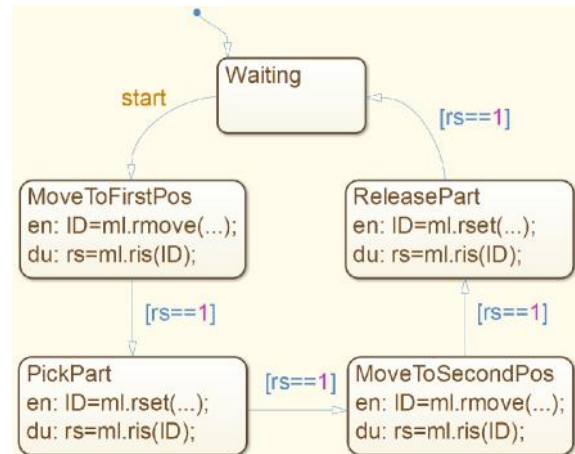 Waiting
start
[rs==1]
MoveToFirstPos
en: ID=ml.rmove(...);
du: rs=ml.ris(ID);
ReleasePart
en: ID=ml.rset(...);
du: rs=ml.ris(ID);
[rs==1]
[rs==1]
PickPart
en: ID=ml.rset(...);
du: rs=ml.ris(ID);
[rs==1]
MoveToSecondPos
en: ID=ml.rmove(...);
du: rs=ml.ris(ID);